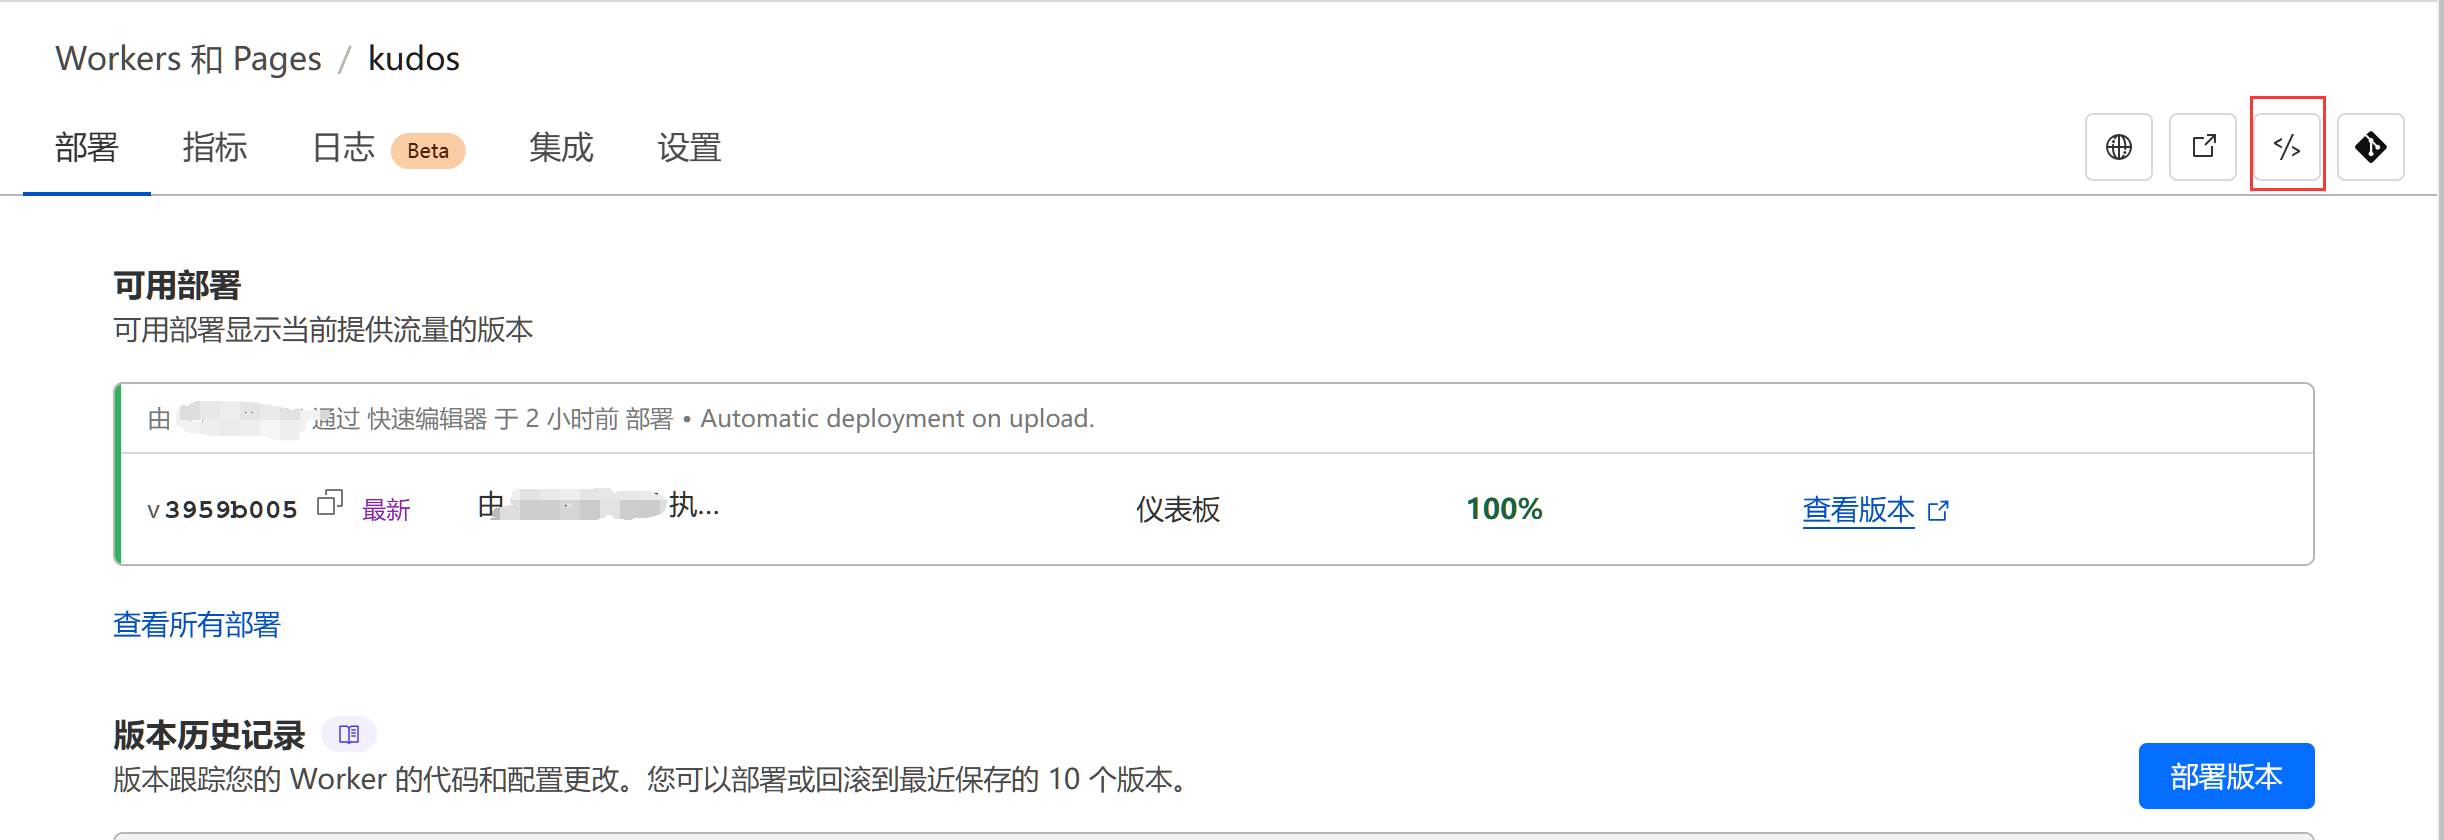 Workers 和 Pages / kudos
部署 指标 日志 Beta 集成 设置
可用部署
可用部署显示当前提供流量的版本
由 通过 快速编辑器 于 2 小时前 部署 • Automatic deployment on upload.
v 3959b005 最新 由 执... 仪表板 100% 查看版本
查看所有部署
版本历史记录
版本跟踪您的 Worker 的代码和配置更改。您可以部署或回滚到最近保存的 10 个版本。
部署版本